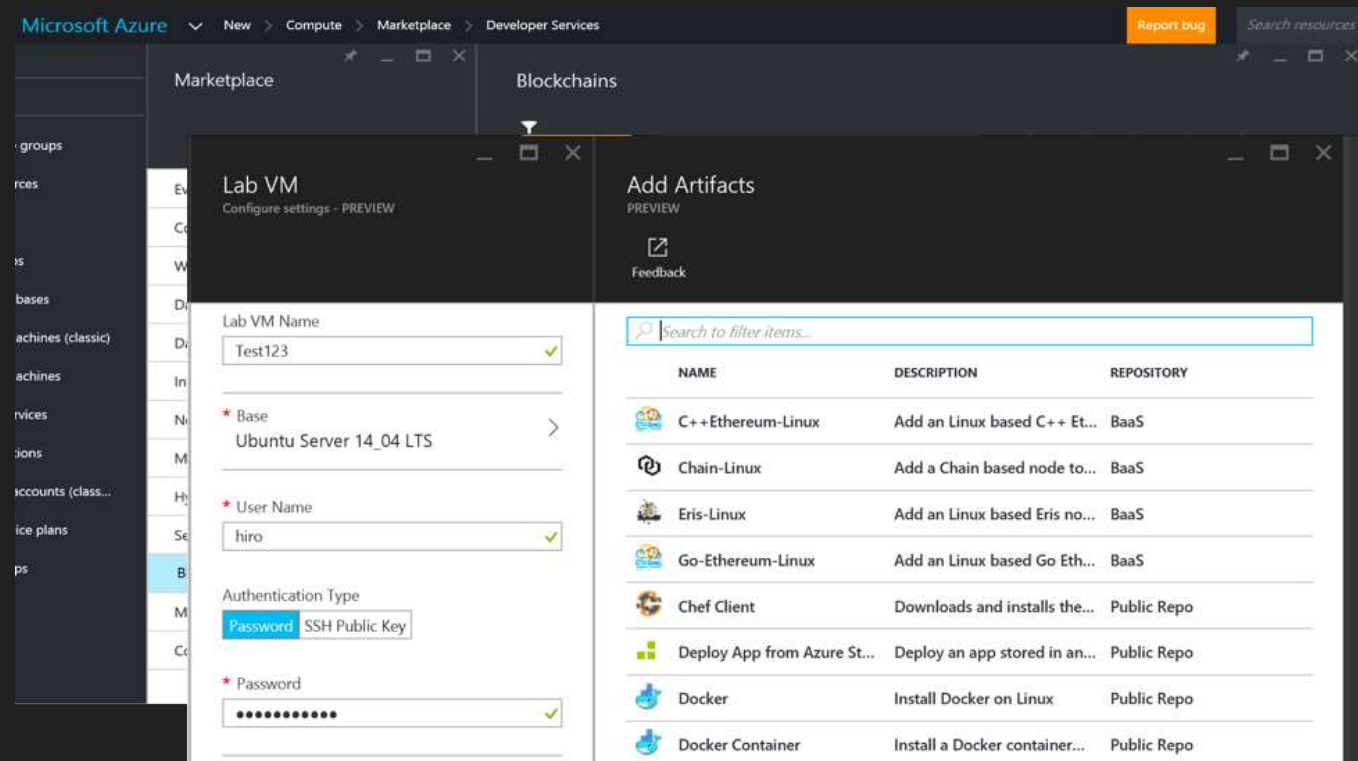 Microsoft Azure New > Compute > Marketplace > Developer Services Report bug Search resources
Marketplace
Blockchains
groups
bases
achines (classic)
achines
accounts (class...
ice plans
Lab VM
Configure settings - PREVIEW
Lab VM Name
Test123
* Base
Ubuntu Server 14_04 LTS
* User Name
hiro
Authentication Type
Password SSH Public Key
* Password
•••••••••••
Add Artifacts
PREVIEW
Feedback
Search to filter items...
NAME DESCRIPTION REPOSITORY
C++Ethereum-Linux Add an Linux based C++ Et... BaaS
Chain-Linux Add a Chain based node to... BaaS
Eris-Linux Add an Linux based Eris no... BaaS
Go-Ethereum-Linux Add an Linux based Go Eth... BaaS
Chef Client Downloads and installs the... Public Repo
Deploy App from Azure St... Deploy an app stored in an... Public Repo
Docker Install Docker on Linux Public Repo
Docker Container Install a Docker container... Public Repo